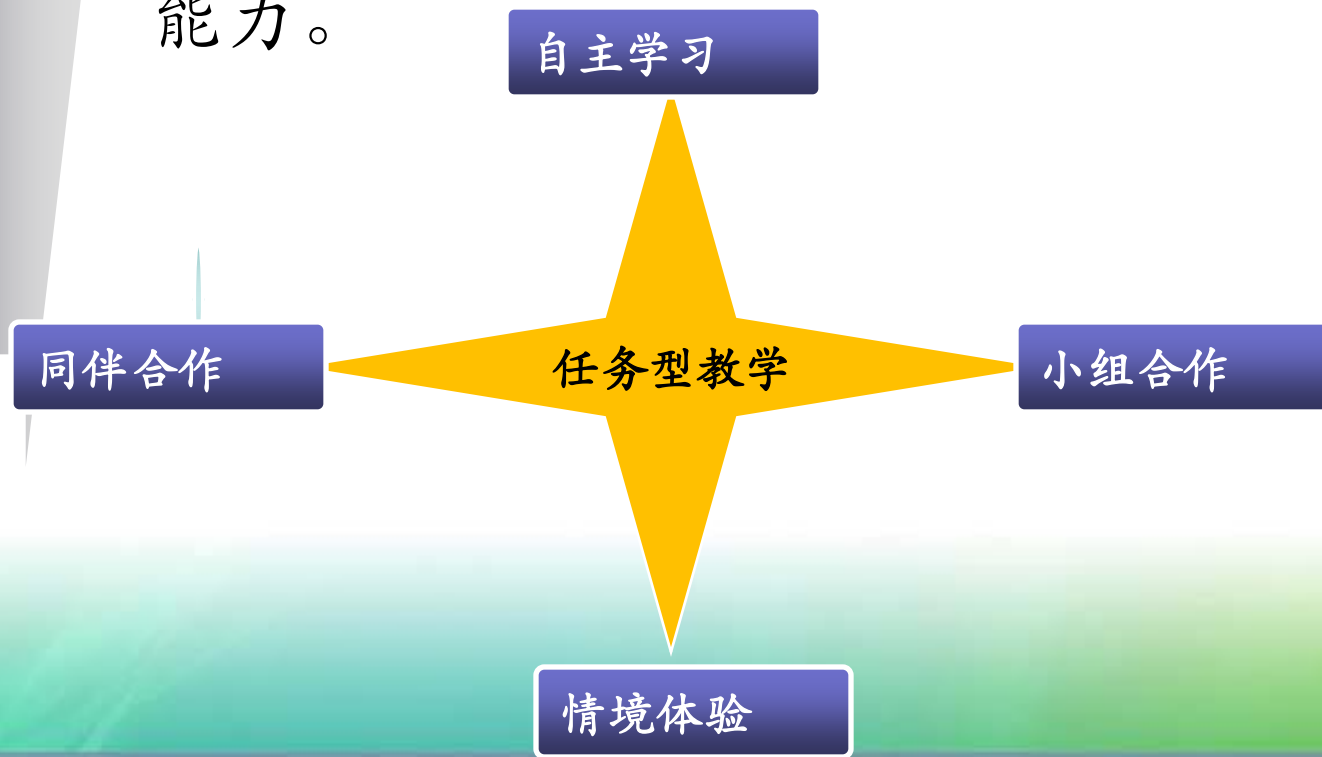 能力。
自主学习
同伴合作
任务型教学
小组合作
情境体验